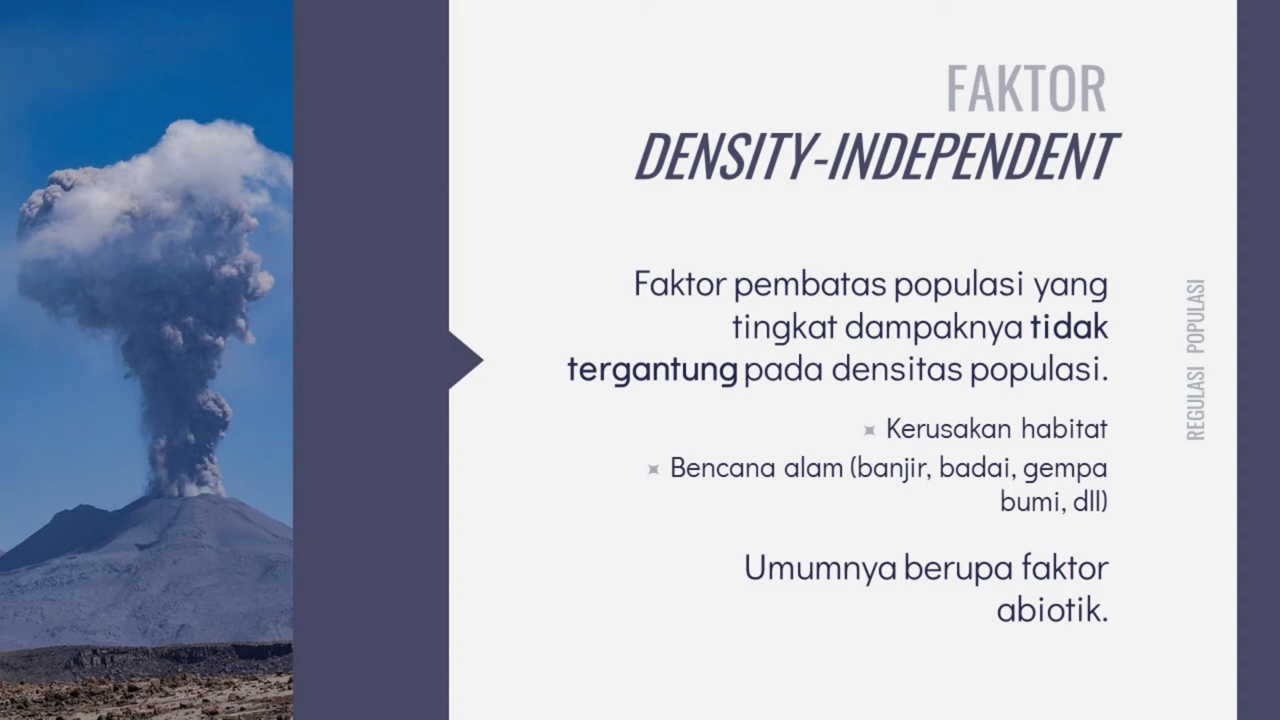 FAKTOR
DENSITY-INDEPENDENT
Faktor pembatas populasi yang
tingkat dampaknya tidak
tergantung pada densitas populasi.
Kerusakan habitat
Bencana alam (banjir, badai, gempa
bumi, dll)
Umumnya berupa faktor
abiotik.
REGULASI POPULASI